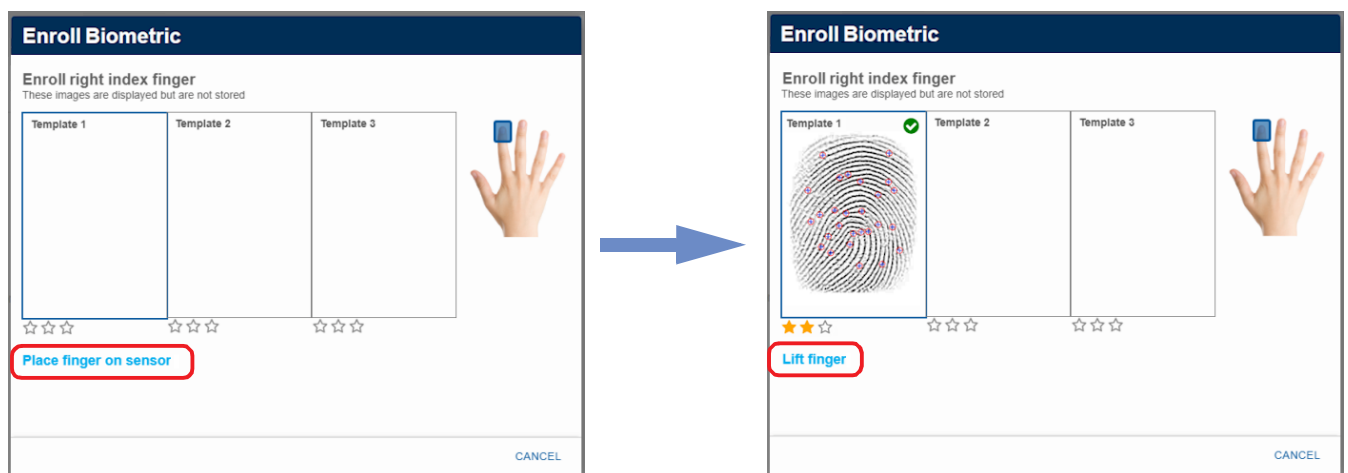 Enroll Biometric
Enroll right index finger
These images are displayed but are not stored
Template 1
Template 2
Template 3
Place finger on sensor
CANCEL
Enroll Biometric
Enroll right index finger
These images are displayed but are not stored
Template 1
Template 2
Template 3
Lift finger
CANCEL